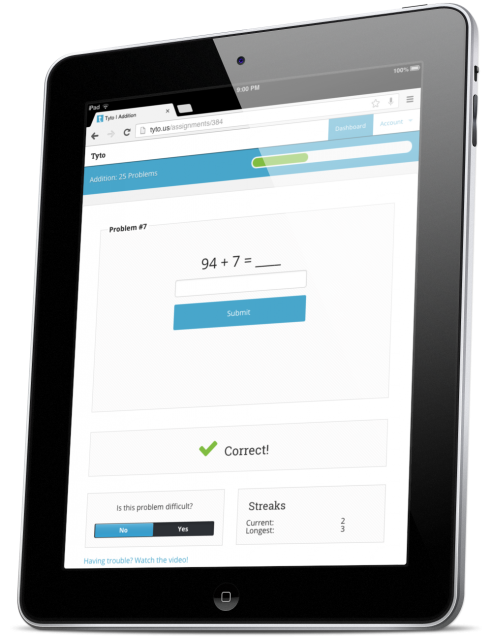 iPad
8:00 PM
100%
Tyto | Addition
×
tyto.us/assignments/384
Tyto
Dashboard
Account
Addition: 25 Problems
Problem #7
94 + 7 = ____
Submit
Correct!
Is this problem difficult?
No
Yes
Streaks
Current: 2
Longest: 3
Having trouble? Watch the video!